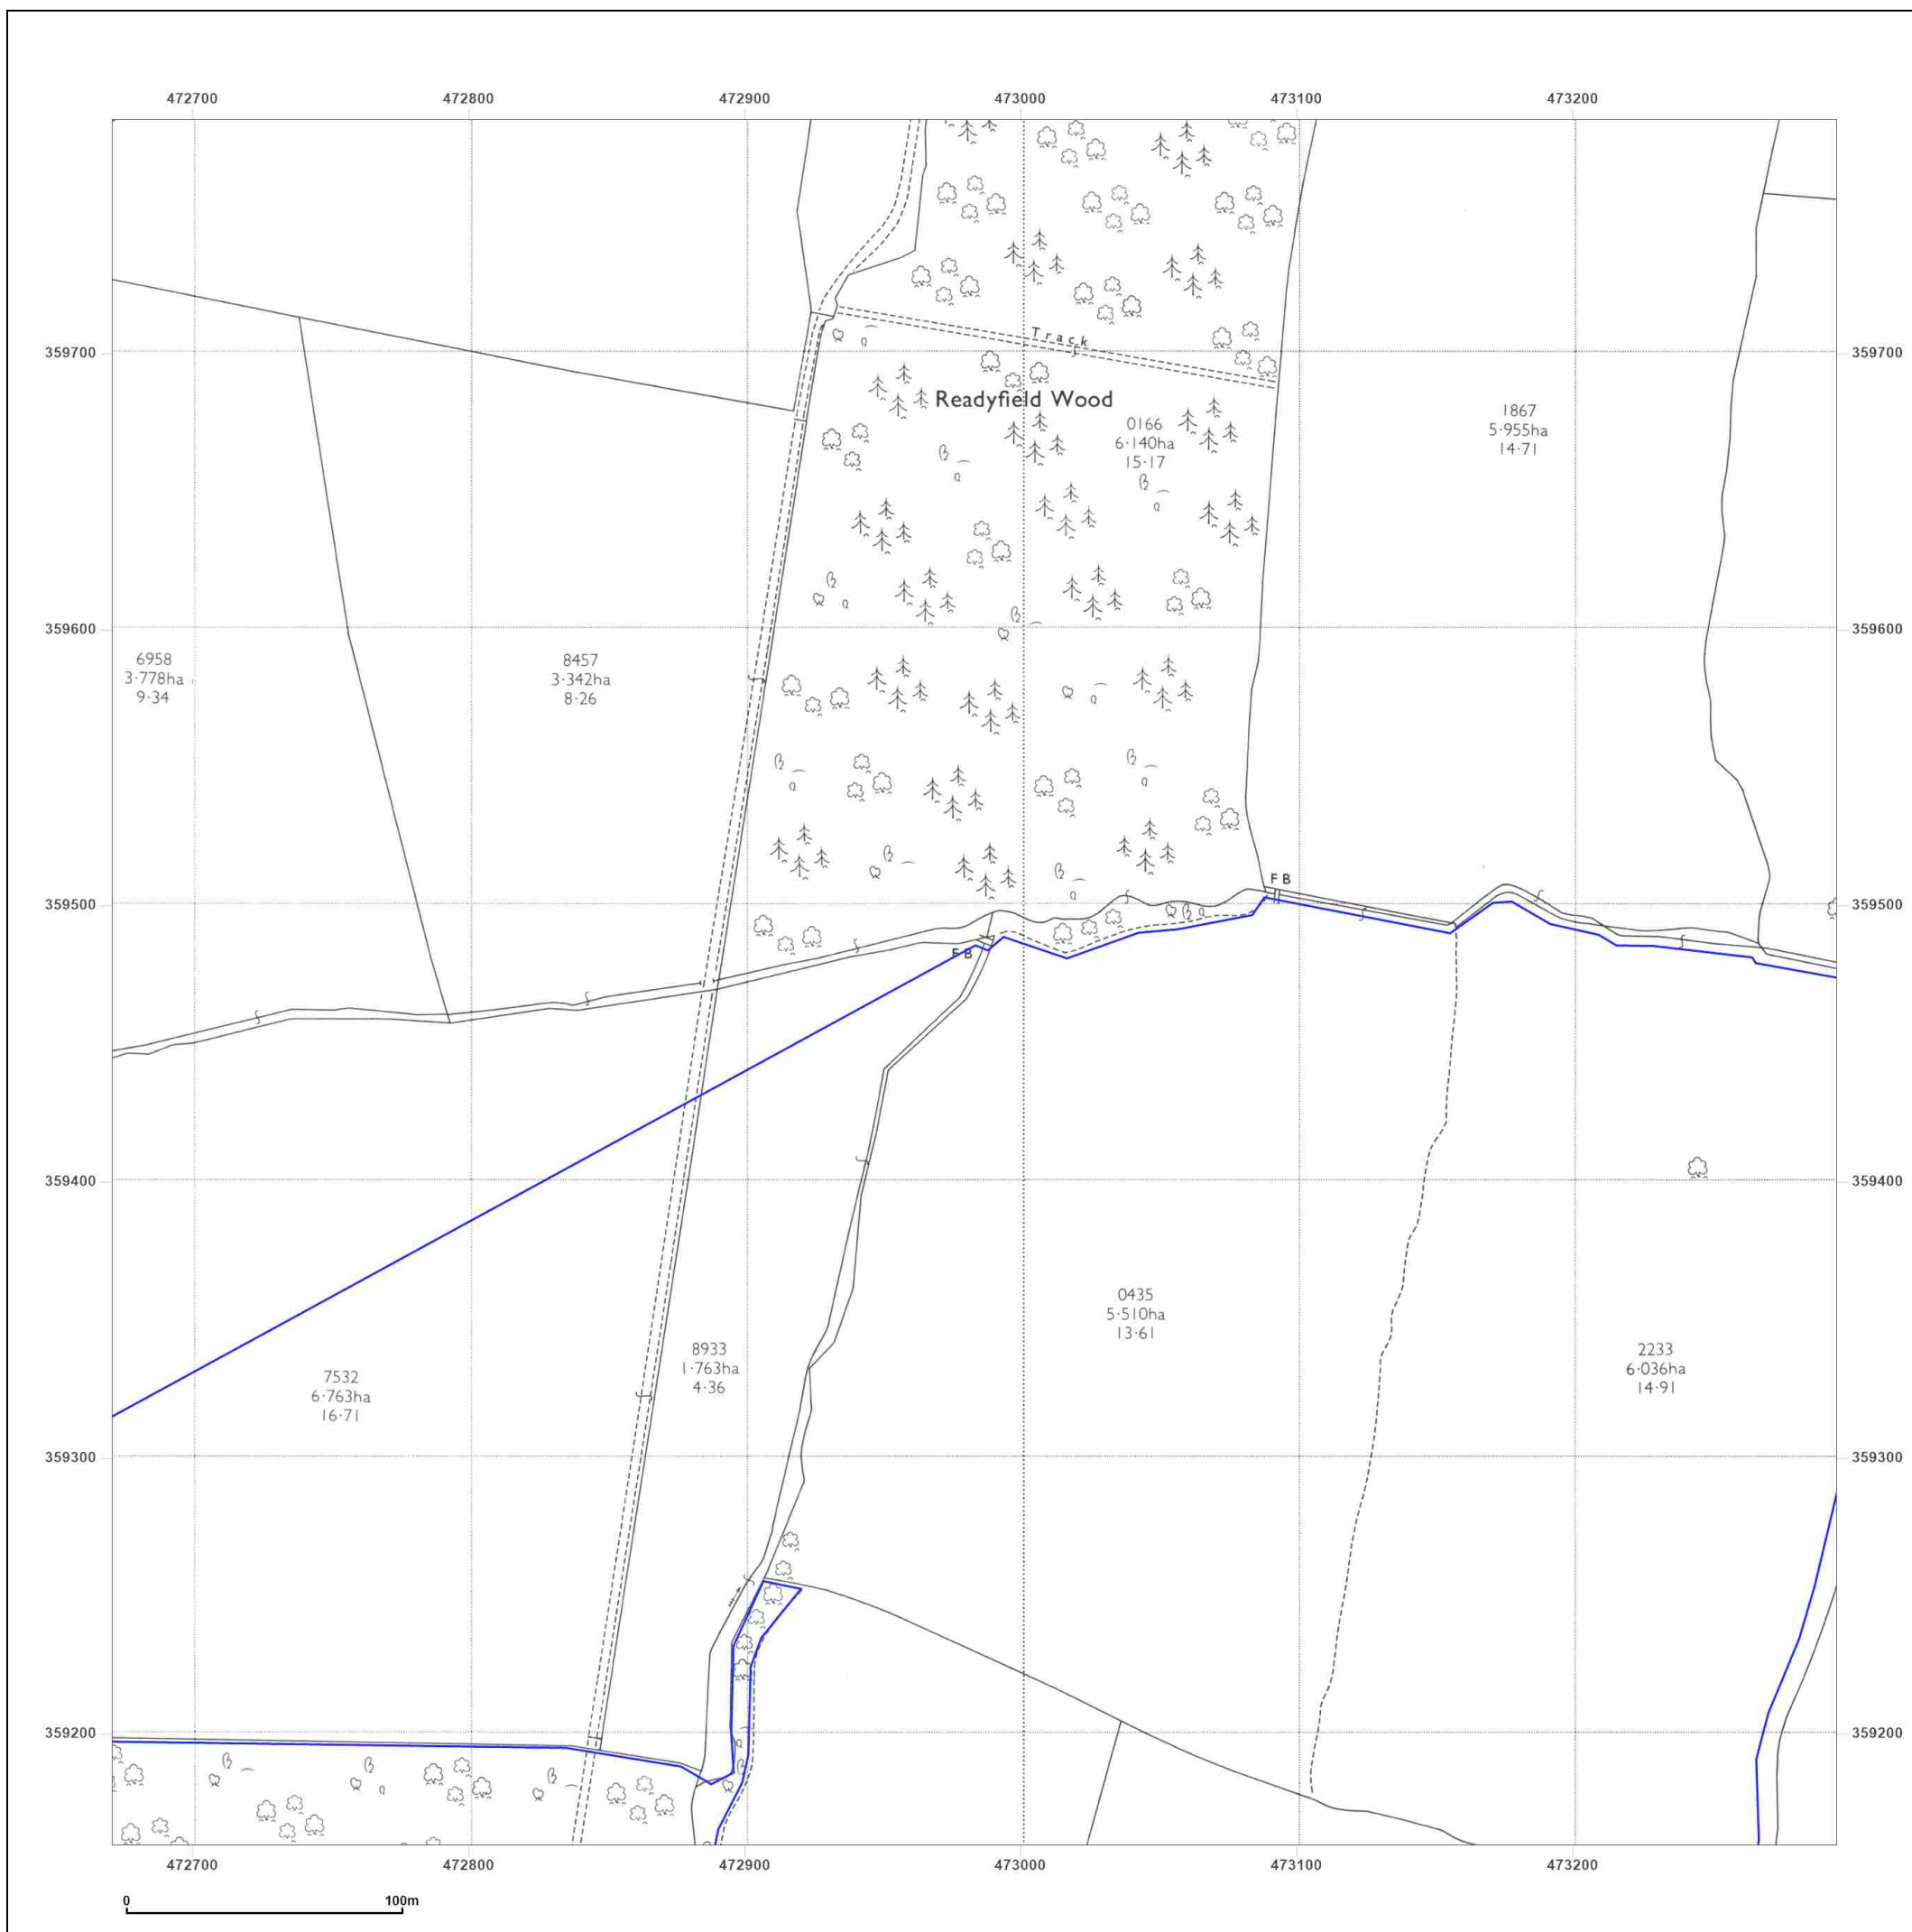 472700 472800 472900 473000 473100 473200
Track
359700 359700
Readyfield Wood
0166
6·140ha
15·17
1867
5·955ha
14·71
359600 359600
6958
3·778ha
9·34
8457
3·342ha
8·26
FB
359500 359500
FB
359400 359400
0435
5·510ha
13·61
8933
1·763ha
4·36
2233
6·036ha
14·91
7532
6·763ha
16·71
359300 359300
359200 359200
472700 472800 472900 473000 473100 473200
0 100m